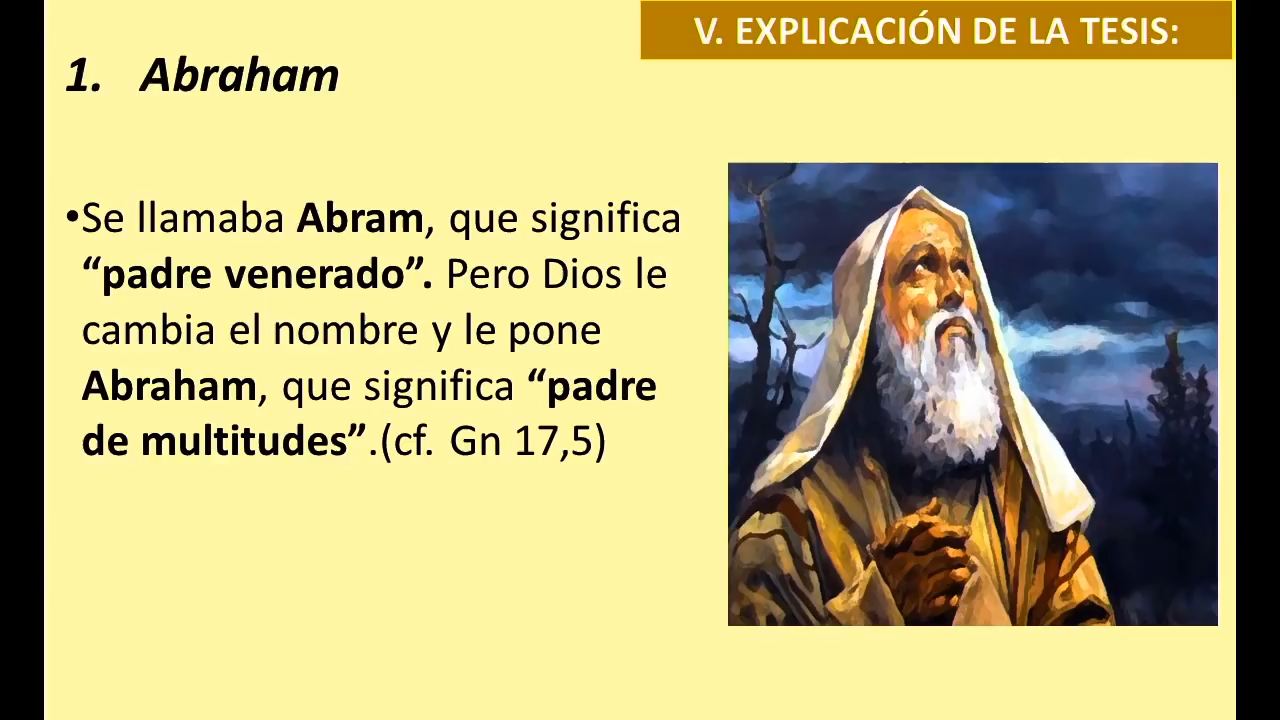 V. EXPLICACIÓN DE LA TESIS:
1. Abraham
•Se llamaba Abram, que significa
“padre venerado”. Pero Dios le
cambia el nombre y le pone
Abraham, que significa “padre
de multitudes”.(cf. Gn 17,5)